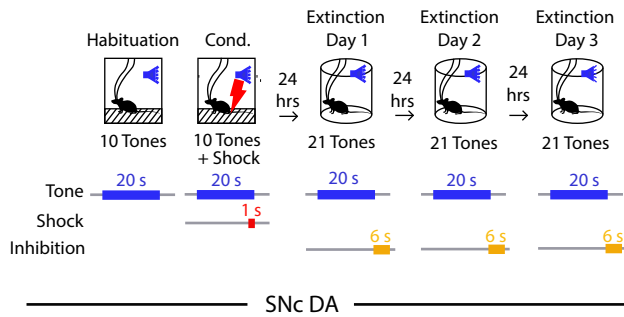 Habituation
Cond.
Extinction
Day 1
Extinction
Day 2
Extinction
Day 3
24
hrs
24
hrs
24
hrs
10 Tones
10 Tones
+ Shock
21 Tones
21 Tones
21 Tones
Tone
20 s
20 s
20 s
20 s
20 s
Shock
1 s
Inhibition
6 s
6 s
6 s
SNc DA